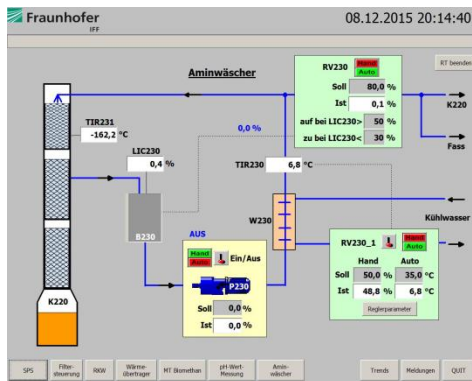 Fraunhofer
IFF
08.12.2015 20:14:40
RT beenden
Aminwäscher
RV230
Hand
Auto
Soll 80,0 %
Ist 0,1 %
auf bei LIC230> 50 %
zu bei LIC230< 30 %
K220
Fass
TIR231
-162,2 °C
0,0 %
LIC230
0,4 %
TIR230 6,8 °C
B230
W230
Kühlwasser
AUS
Hand
Auto
Ein/Aus
P230
Soll 0,0 %
Ist 0,0 %
RV230_1
Hand
Auto
Hand Auto
Soll 50,0 % 35,0 °C
Ist 48,8 % 6,8 °C
Reglerparameter
K220
SPS
Filter-
steuerung
RKW
Wärme-
übertrager
MT Biomethan
pH-Wert-
Messung
Amin-
wäscher
Trends
Meldungen
QUIT